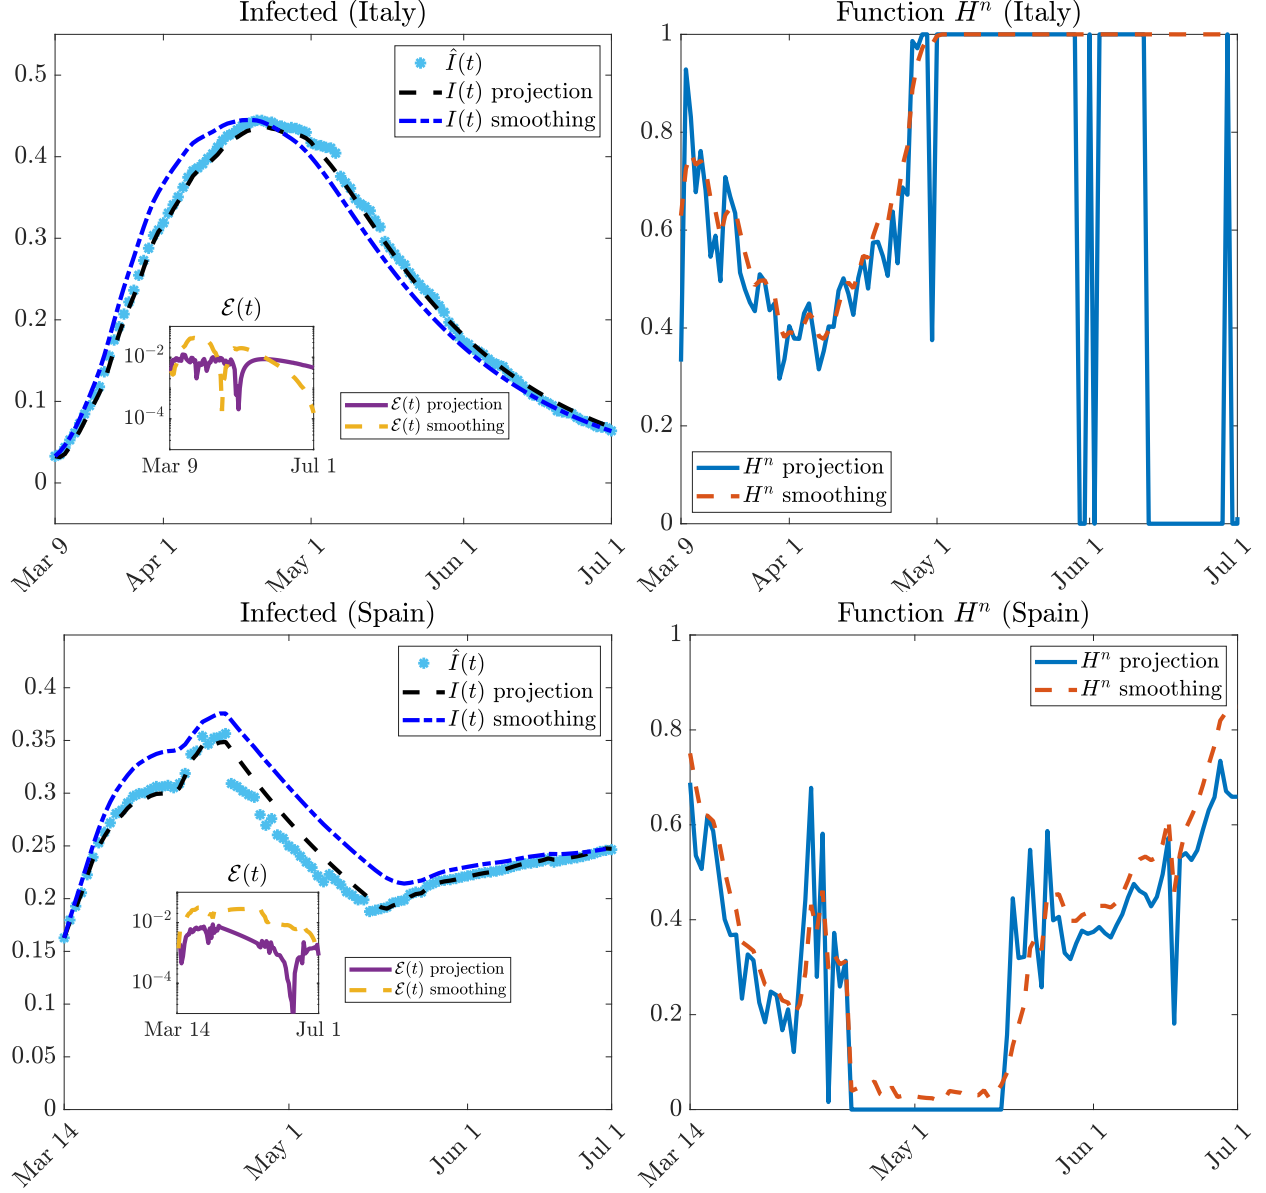 Infected (Italy)
0.5
0.4
0.3
0.2
0.1
0
Î(t)
I(t) projection
I(t) smoothing
ℰ(t)
10⁻²
10⁻⁴
Mar 9
Jul 1
ℰ(t) projection
ℰ(t) smoothing
Mar 9
Apr 1
May 1
Jun 1
Jul 1
Function Hⁿ (Italy)
1
0.8
0.6
0.4
0.2
0
Hⁿ projection
Hⁿ smoothing
Mar 9
Apr 1
May 1
Jun 1
Jul 1
Infected (Spain)
0.4
0.35
0.3
0.25
0.2
0.15
0.1
0.05
0
Î(t)
I(t) projection
I(t) smoothing
ℰ(t)
10⁻²
10⁻⁴
Mar 14
Jul 1
ℰ(t) projection
ℰ(t) smoothing
Mar 14
May 1
Jun 1
Jul 1
Function Hⁿ (Spain)
1
0.8
0.6
0.4
0.2
0
Hⁿ projection
Hⁿ smoothing
Mar 14
May 1
Jun 1
Jul 1